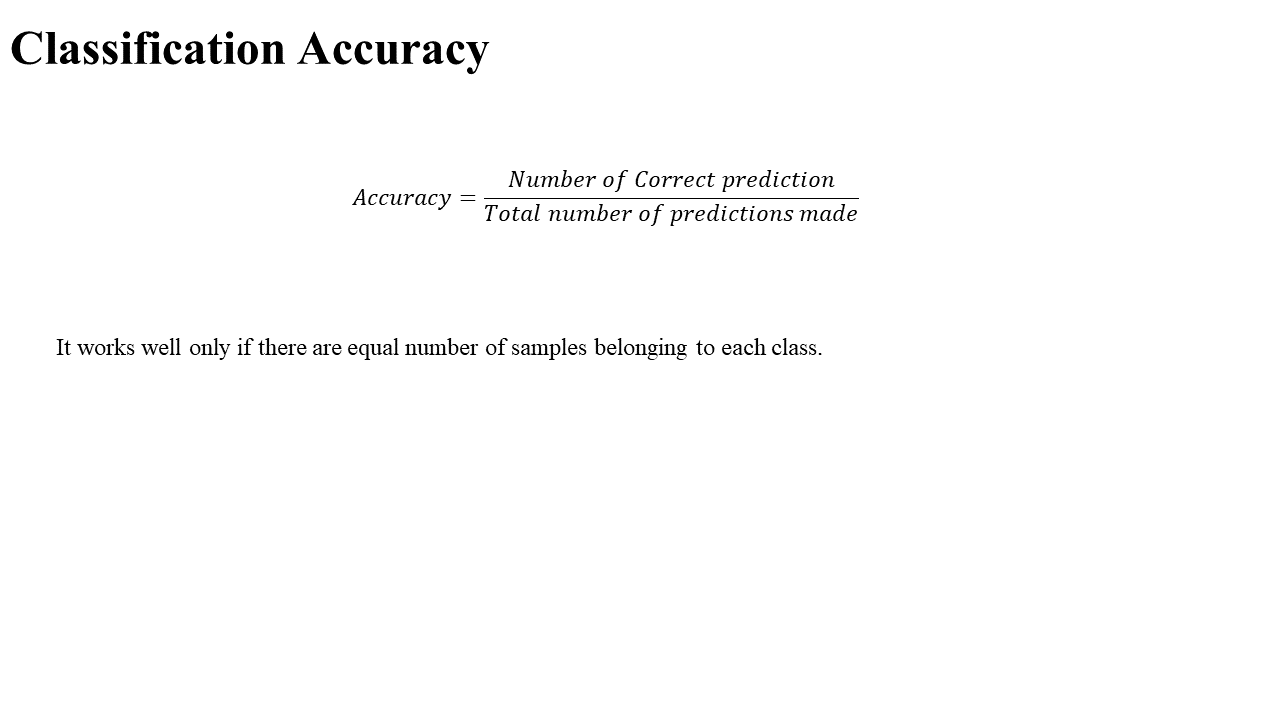 Classification Accuracy
Accuracy = Number of Correct prediction / Total number of predictions made
It works well only if there are equal number of samples belonging to each class.